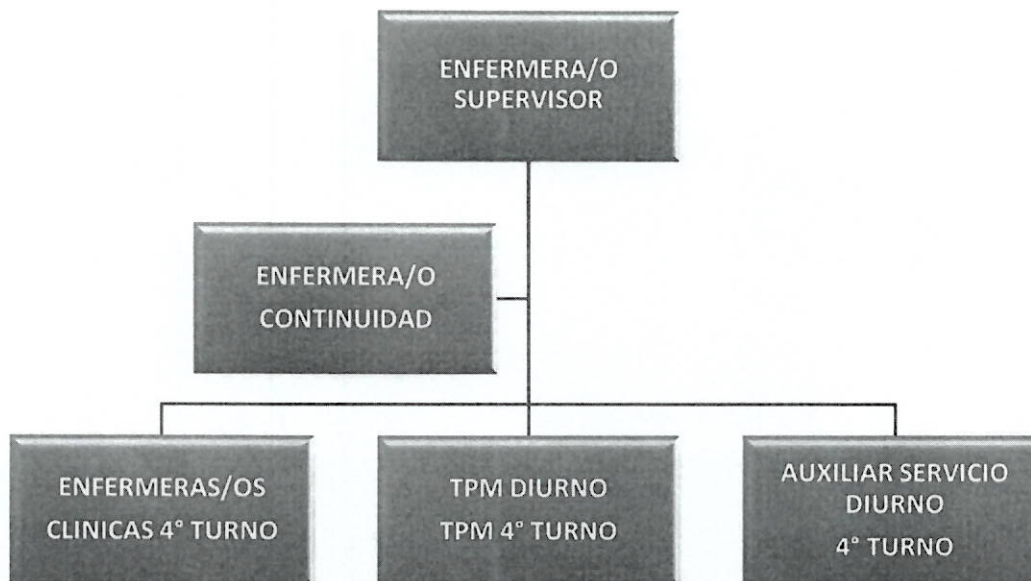 ENFERMERA/O
SUPERVISOR
ENFERMERA/O
CONTINUIDAD
ENFERMERAS/OS
CLINICAS 4° TURNO
TPM DIURNO
TPM 4° TURNO
AUXILIAR SERVICIO
DIURNO
4° TURNO